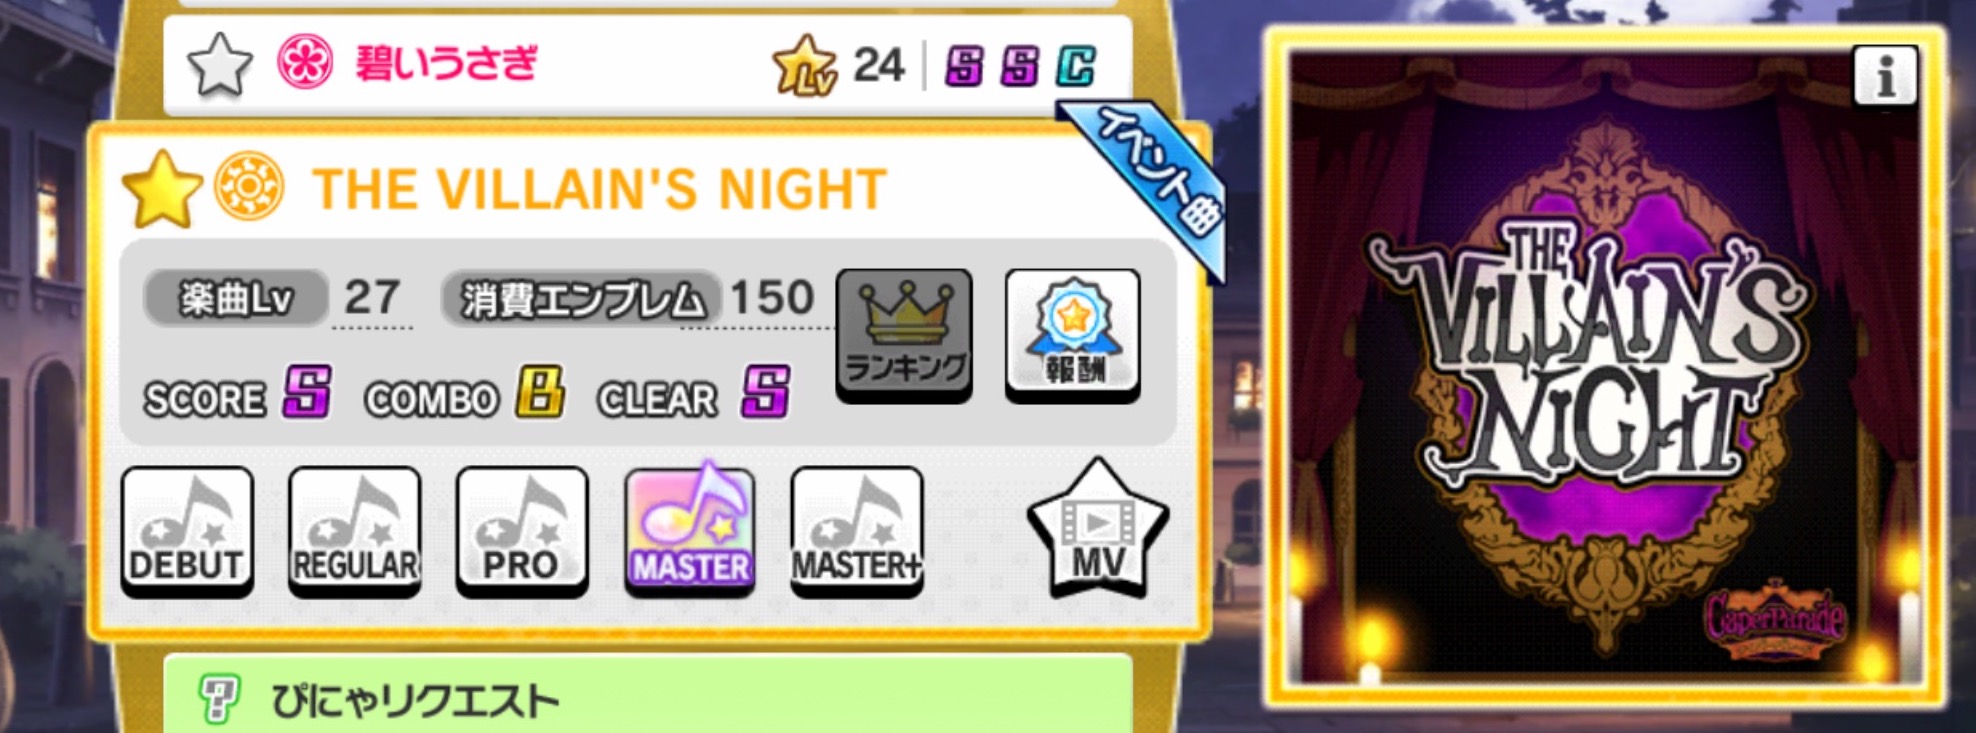 碧いうさぎ
Lv 24 S S C
イベント曲
THE VILLAIN'S NIGHT
楽曲Lv 27 消費エンブレム 150
ランキング
報酬
SCORE S COMBO B CLEAR S
DEBUT
REGULAR
PRO
MASTER
MASTER+
MV
? ぴにゃリクエスト
i
THE
VILLAIN'S
NIGHT
CaperParade